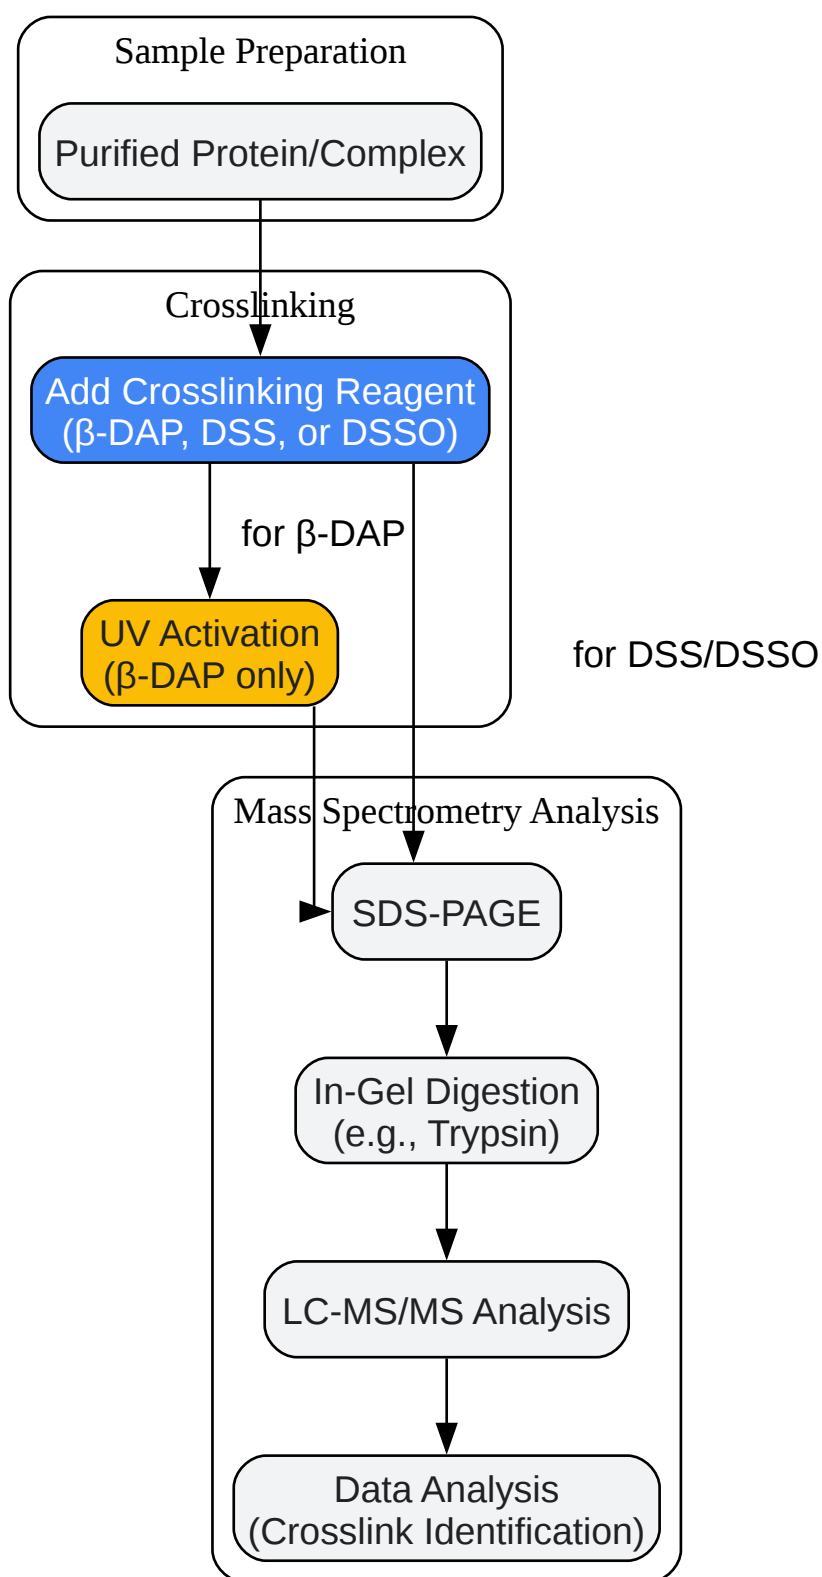 Sample Preparation
Purified Protein/Complex
Crosslinking
Add Crosslinking Reagent
(β-DAP, DSS, or DSSO)
for β-DAP
UV Activation
(β-DAP only)
for DSS/DSSO
Mass Spectrometry Analysis
SDS-PAGE
In-Gel Digestion
(e.g., Trypsin)
LC-MS/MS Analysis
Data Analysis
(Crosslink Identification)